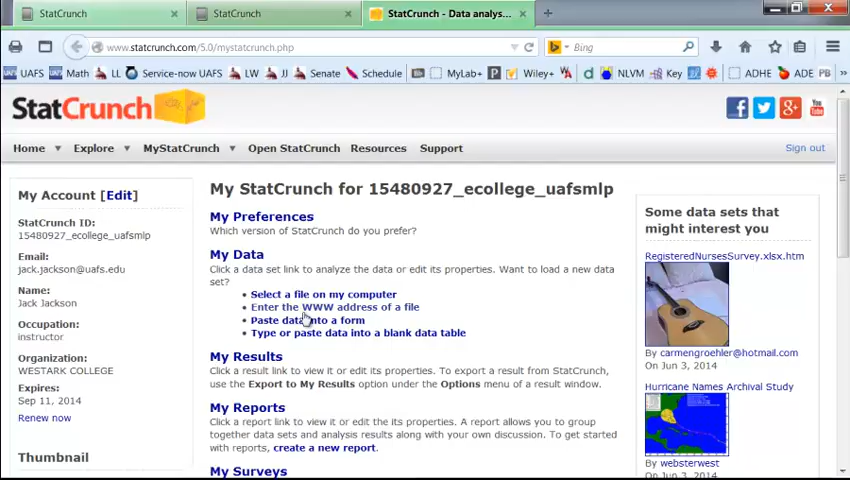 StatCrunch
StatCrunch
StatCrunch - Data analys...
www.statcrunch.com/5.0/mystatcrunch.php
Bing
UAFS Math LL Service-now UAFS LW JJ Senate Schedule MyLab+ Wiley+ NLVM Key ADHE ADE
StatCrunch
Home Explore MyStatCrunch Open StatCrunch Resources Support
Sign out
My Account [Edit]
StatCrunch ID:
15480927_ecollege_uafsmlp
Email:
jack.jackson@uafs.edu
Name:
Jack Jackson
Occupation:
instructor
Organization:
WESTARK COLLEGE
Expires:
Sep 11, 2014
Renew now
Thumbnail
My StatCrunch for 15480927_ecollege_uafsmlp
My Preferences
Which version of StatCrunch do you prefer?
My Data
Click a data set link to analyze the data or edit its properties. Want to load a new data
set?
• Select a file on my computer
• Enter the WWW address of a file
• Paste data into a form
• Type or paste data into a blank data table
My Results
Click a result link to view it or edit its properties. To export a result from StatCrunch,
use the Export to My Results option under the Options menu of a result window.
My Reports
Click a report link to view it or edit the its properties. A report allows you to group
together data sets and analysis results along with your own discussion. To get started
with reports, create a new report.
My Surveys
Some data sets that
might interest you
RegisteredNursesSurvey.xlsx.htm
By carmengroehler@hotmail.com
On Jun 3, 2014
Hurricane Names Archival Study
By websterwest
On Jun 3, 2014